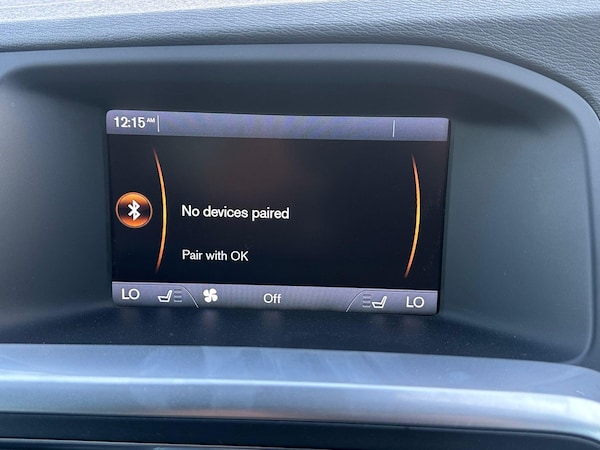 12:15 AM
No devices paired
Pair with OK
LO Off LO